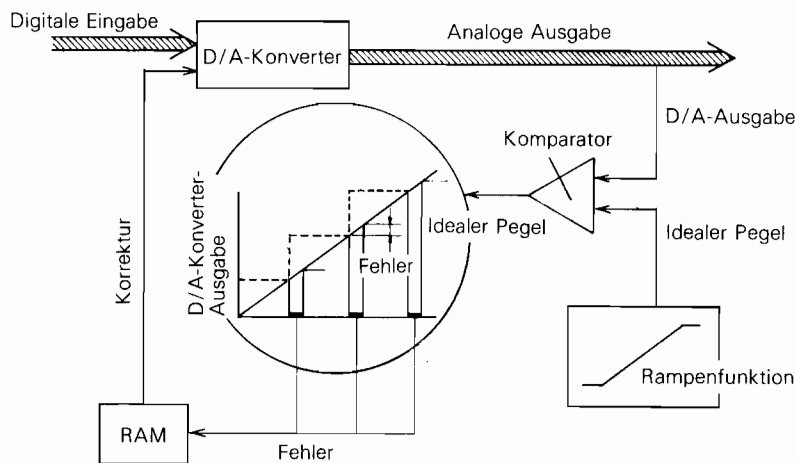 Digitale Eingabe
D/A-Konverter
Analoge Ausgabe
D/A-Ausgabe
Komparator
Idealer Pegel
Idealer Pegel
Fehler
D/A-Konverter-
Ausgabe
Korrektur
Rampenfunktion
RAM
Fehler